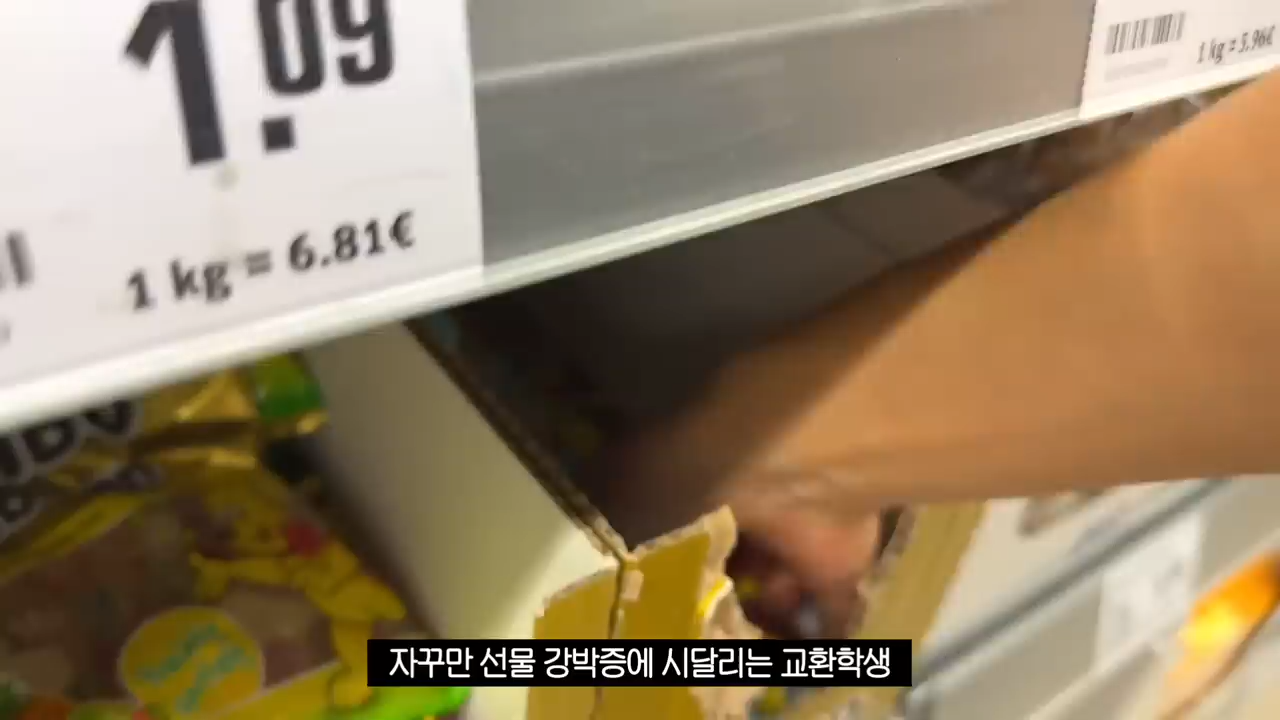 1.09
1 kg = 6.81€
1 kg = 5.96€
자꾸만 선물 강박증에 시달리는 교환학생